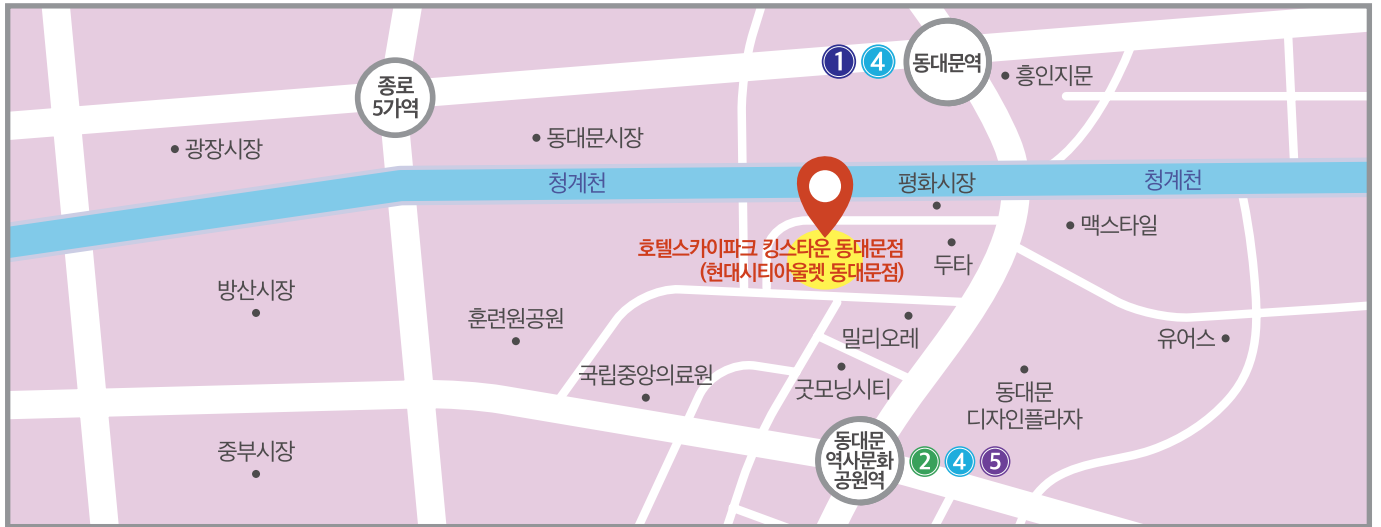 1
4
동대문역
흥인지문
종로
5가역
동대문시장
광장시장
청계천
평화시장
청계천
맥스타일
호텔스카이파크 킹스타운 동대문점
(현대시티아울렛 동대문점)
두타
방산시장
훈련원공원
밀리오레
유어스
국립중앙의료원
굿모닝시티
동대문
디자인플라자
중부시장
동대문
역사문화
공원역
2
4
5